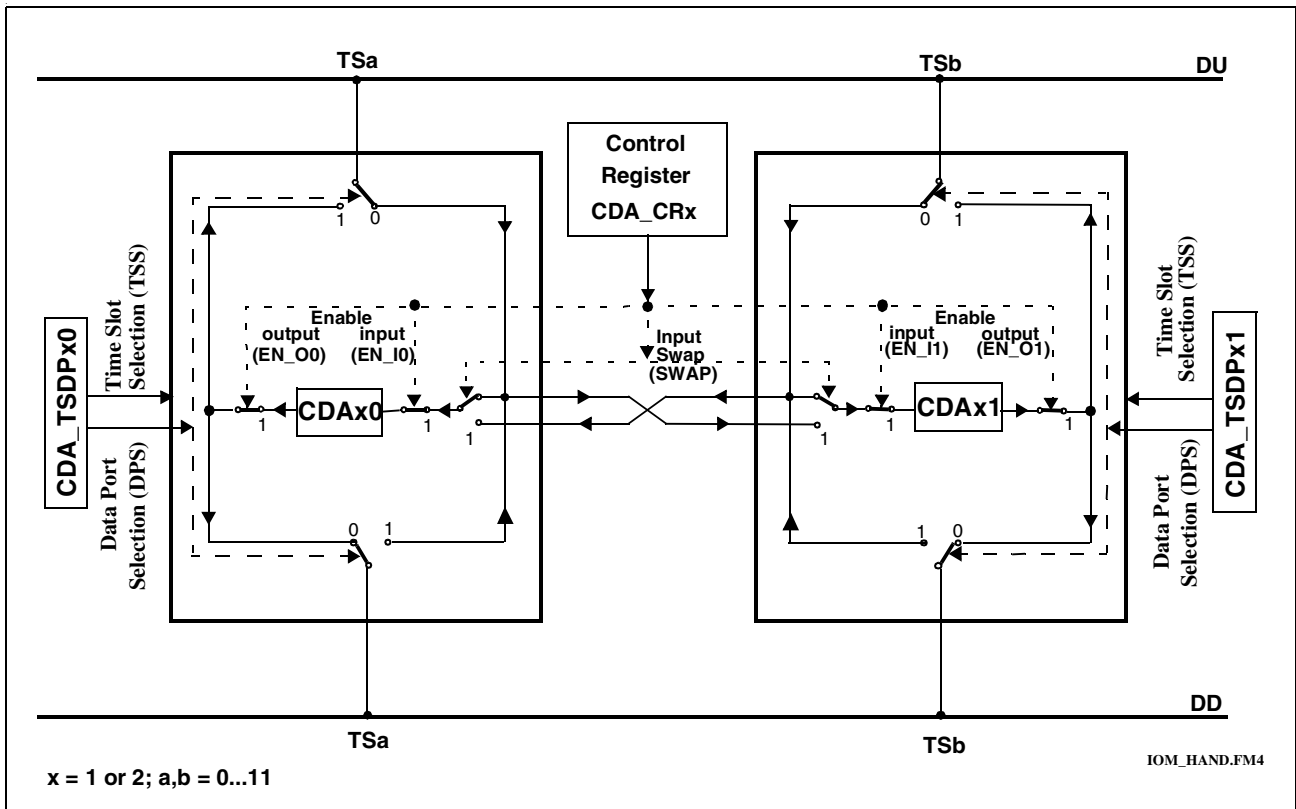 TSa
TSb
DU
Control
Register
CDA_CRx
1
0
0
1
Time Slot
Selection (TSS)
Time Slot
Selection (TSS)
Enable
output
(EN_O0)
input
(EN_I0)
Input
Swap
(SWAP)
Enable
input
(EN_I1)
output
(EN_O1)
CDA_TSDPx0
CDAx0
CDAx1
CDA_TSDPx1
1
1
1
1
1
1
Data Port
Selection (DPS)
Data Port
Selection (DPS)
0
1
1
0
DD
TSa
TSb
x = 1 or 2; a,b = 0...11
IOM_HAND.FM4